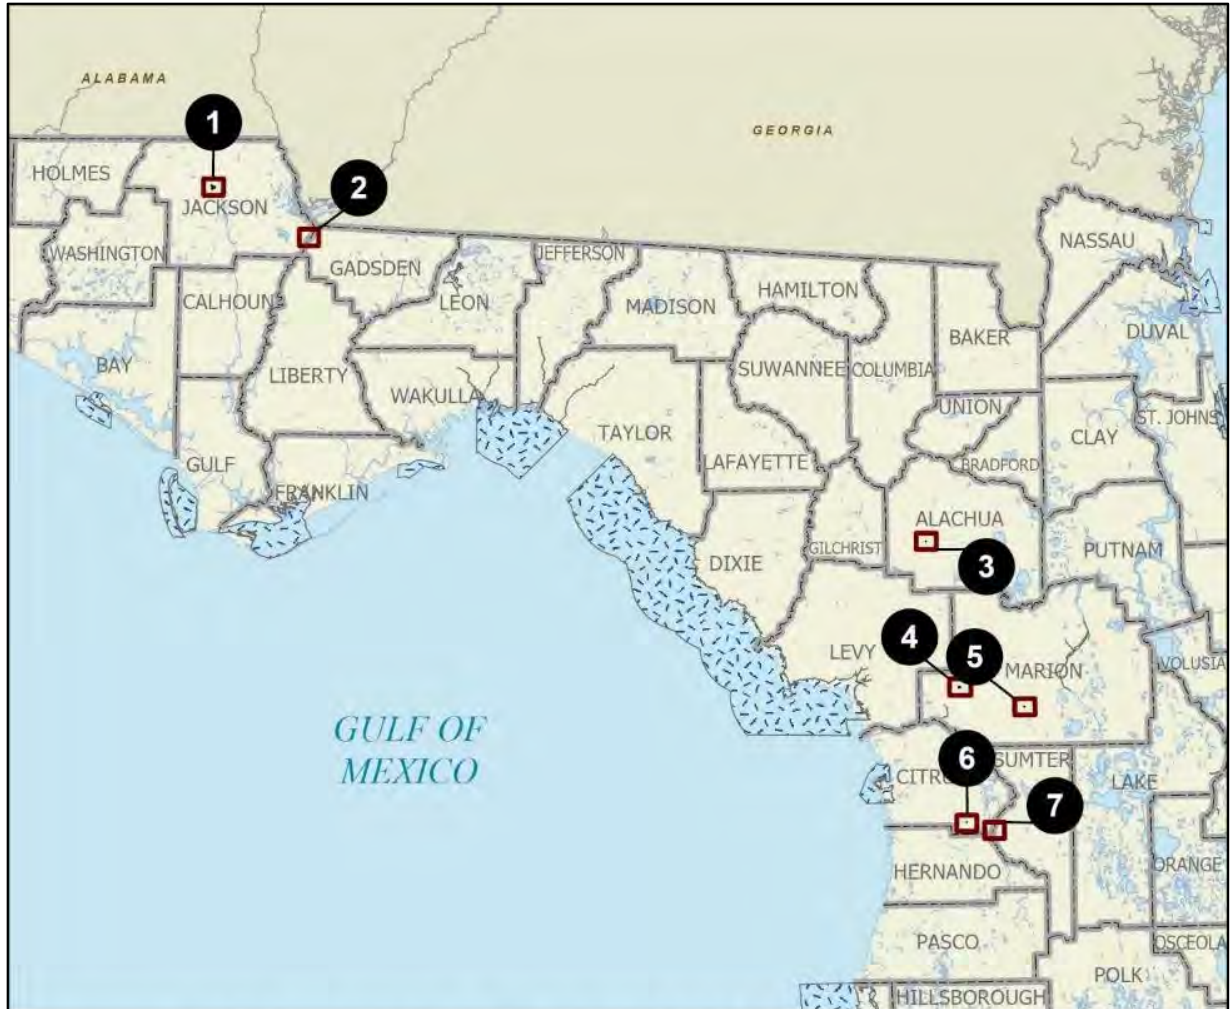 ALABAMA
1
GEORGIA
HOLMES
2
JACKSON
NASSAU
WASHINGTON
JEFFERSON
GADSDEN
HAMILTON
CALHOUN
LEON
MADISON
DUVAL
BAKER
BAY
LIBERTY
SUWANNEE
COLUMBIA
WAKULLA
UNION
ST. JOHNS
TAYLOR
CLAY
GULF
LAFAYETTE
BRADFORD
FRANKLIN
ALACHUA
GILCHRIST
PUTNAM
DIXIE
3
4
LEVY
5
MARION
VOLUSIA
GULF OF
MEXICO
6
SUMTER
CITRU
LAKE
7
HERNANDO
ORANGE
PASCO
OSCEOLA
POLK
HILLSBOROUGH